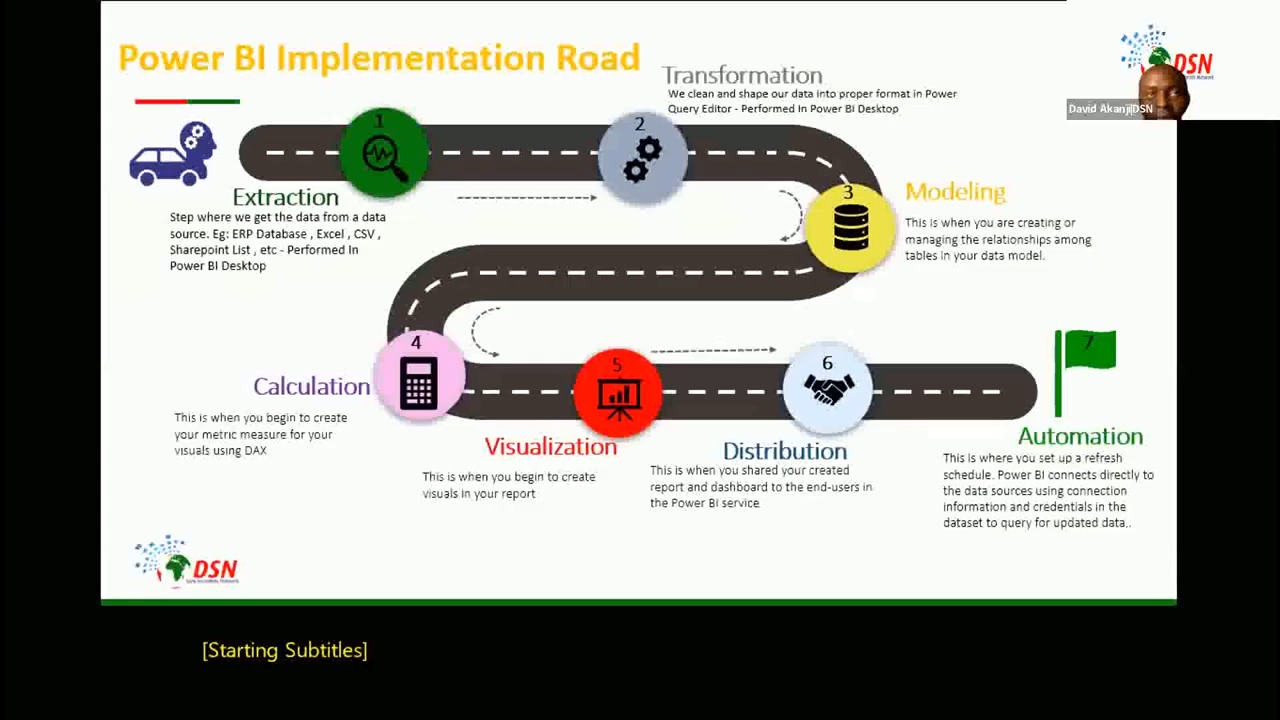 Power BI Implementation Road
DSN
David Akanji|DSN
1
Extraction
Step where we get the data from a data
source. Eg: ERP Database , Excel , CSV ,
Sharepoint List , etc - Performed In
Power BI Desktop
2
Transformation
We clean and shape our data into proper format in Power
Query Editor - Performed In Power BI Desktop
3
Modeling
This is when you are creating or
managing the relationships among
tables in your data model.
4
Calculation
This is when you begin to create
your metric measure for your
visuals using DAX
5
Visualization
This is when you begin to create
visuals in your report
6
Distribution
This is when you shared your created
report and dashboard to the end-users in
the Power BI service
7
Automation
This is where you set up a refresh
schedule. Power BI connects directly to
the data sources using connection
information and credentials in the
dataset to query for updated data..
DSN
[Starting Subtitles]